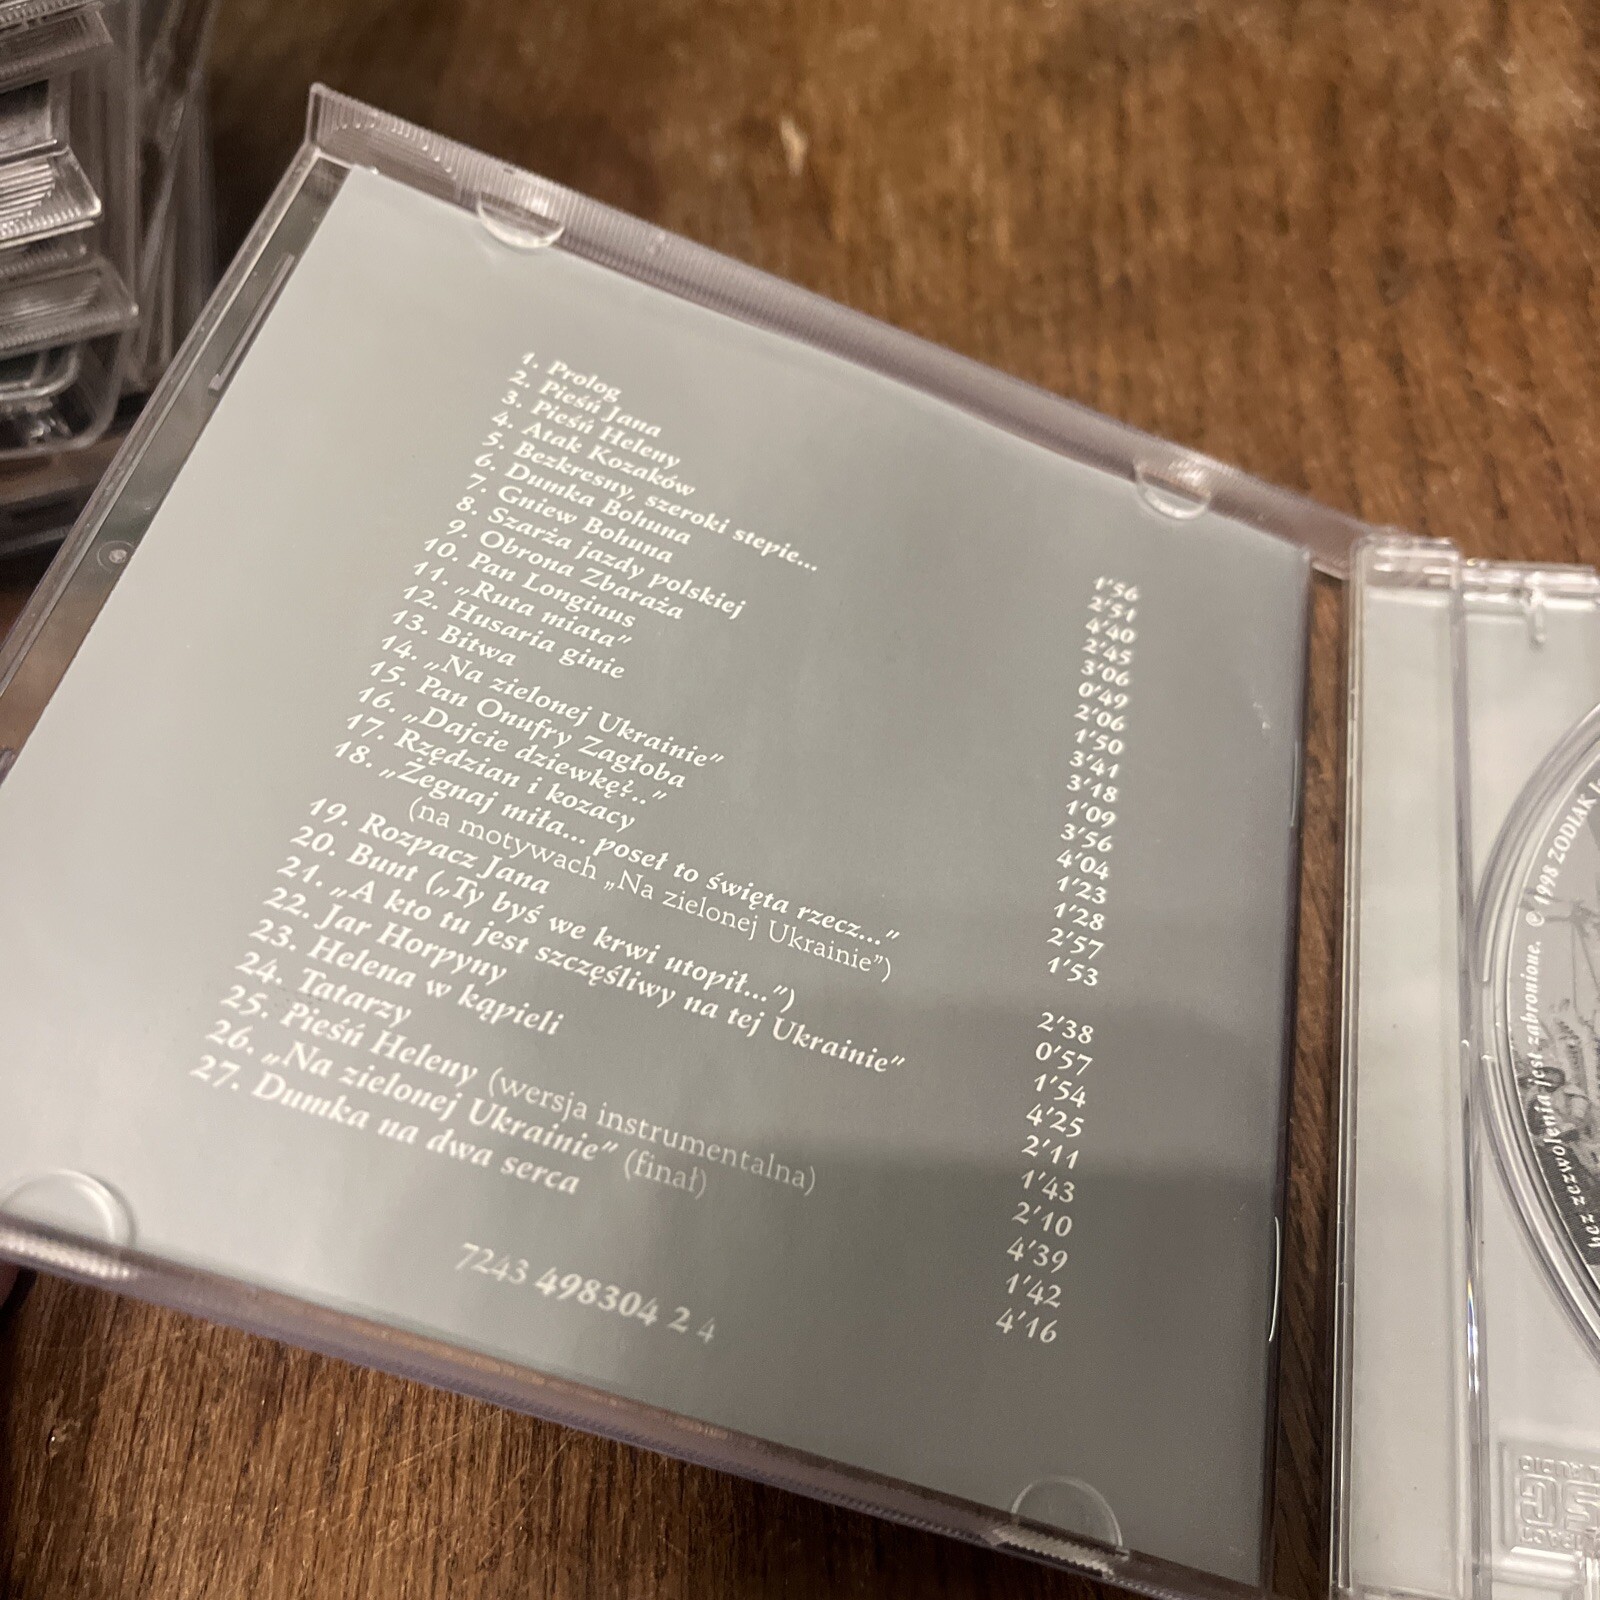 1. Prolog 1'56
2. Pieśń Jana 2'51
3. Pieśń Heleny 4'40
4. Atak Kozaków 2'45
5. Bezkresny, szeroki stepie... 3'06
6. Dumka Bohuna 0'49
7. Gniew Bohuna 2'06
8. Szarża jazdy polskiej 1'50
9. Obrona Zbaraża 3'41
10. Pan Longinus 3'18
11. „Ruta miata” 1'09
12. Husaria ginie 3'56
13. Bitwa 4'04
14. „Na zielonej Ukrainie” 1'23
15. Pan Onufry Zagłoba 1'28
16. „Dajcie dziewkę!..” 2'57
17. Rzędzian i kozacy 1'53
18. „Żegnaj miła... poseł to święta rzecz...”
(na motywach „Na zielonej Ukrainie”) 2'38
19. Rozpacz Jana 0'57
20. Bunt („Ty byś we krwi utopił...”) 1'54
21. „A kto tu jest szczęśliwy na tej Ukrainie” 4'25
22. Jar Horpyny 2'11
23. Helena w kąpieli 1'43
24. Tatarzy 2'10
25. Pieśń Heleny (wersja instrumentalna) 4'39
26. „Na zielonej Ukrainie” (finał) 1'42
27. Dumka na dwa serca 4'16
7243 498304 2 4
bez zezwolenia jest zabronione. © 1998 ZODIAK